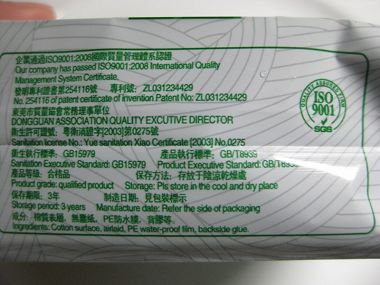 企業通過ISO9001:2008國際質量管理體系認證
Our company has passed ISO9001:2008 International Quality
Management System Certificate.
發明專利證書第254116號 專利號: ZL031234429
No. 254116 of patent certificate of invention Patent No: ZL031234429
東莞市質量協會常務理事單位
DONGGUAN ASSOCIATION QUALITY EXCUTIVE DIRECTOR
衛生許可證號: 粵衛消證字[2003]第0275號
Sanitation license No.: Yue sanitation Xiao Certificate [2003] No.0275
衛生執行標準: GB15979 產品執行標準: GB/T8939
Sanitation Executive Standard: GB15979 Product Executive Standard: GB/T8939
產品等級: 合格品 保存方法: 存放于陰涼乾燥處
Product grade: qualified product Storage: Pls store in the cool and dry place
保存期限: 3年 制造日期: 見包裝標示
Storage period: 3 years Manufacture date: Refer the side of packaging
成分: 棉質表層, 無塵紙, PE防水膜, 背膠等。
Ingredients: Cotton surface, airlaid, PE water-proof film, backside glue.
ISO
9001
SGS